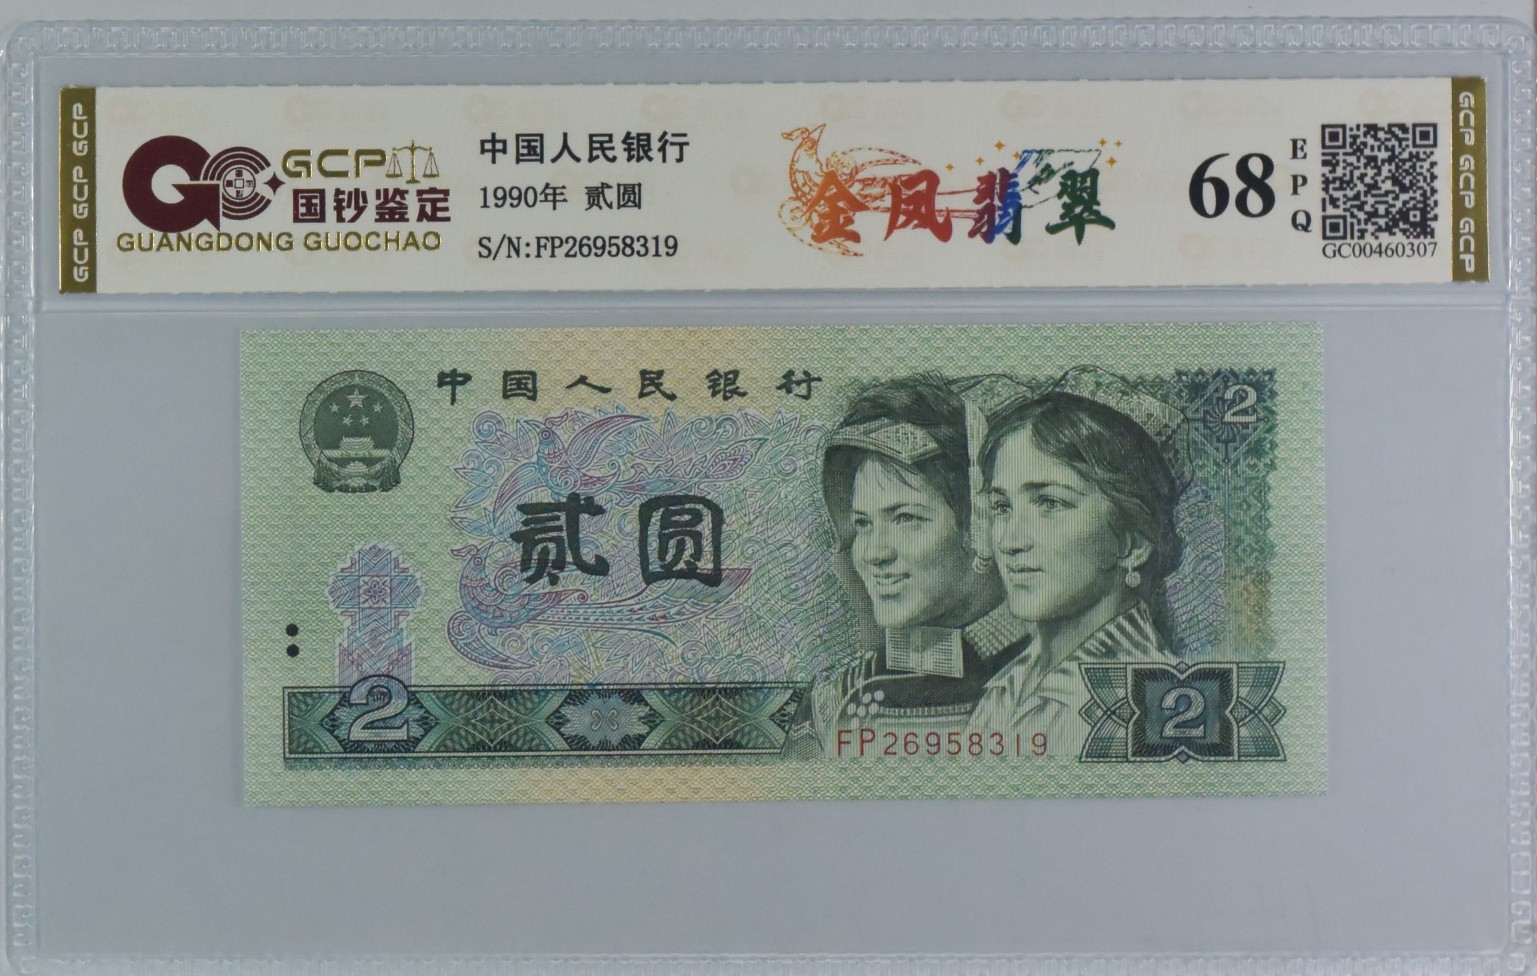 GCP GCP GCP
GCP
国钞鉴定
GUANGDONG GUOCHAO
中国人民银行
1990年 贰圆
S/N:FP26958319
金凤翡翠
68
EPQ
GC00460307
GCP GCP GCP
中国人民银行
2
贰圆
2
FP26958319
2